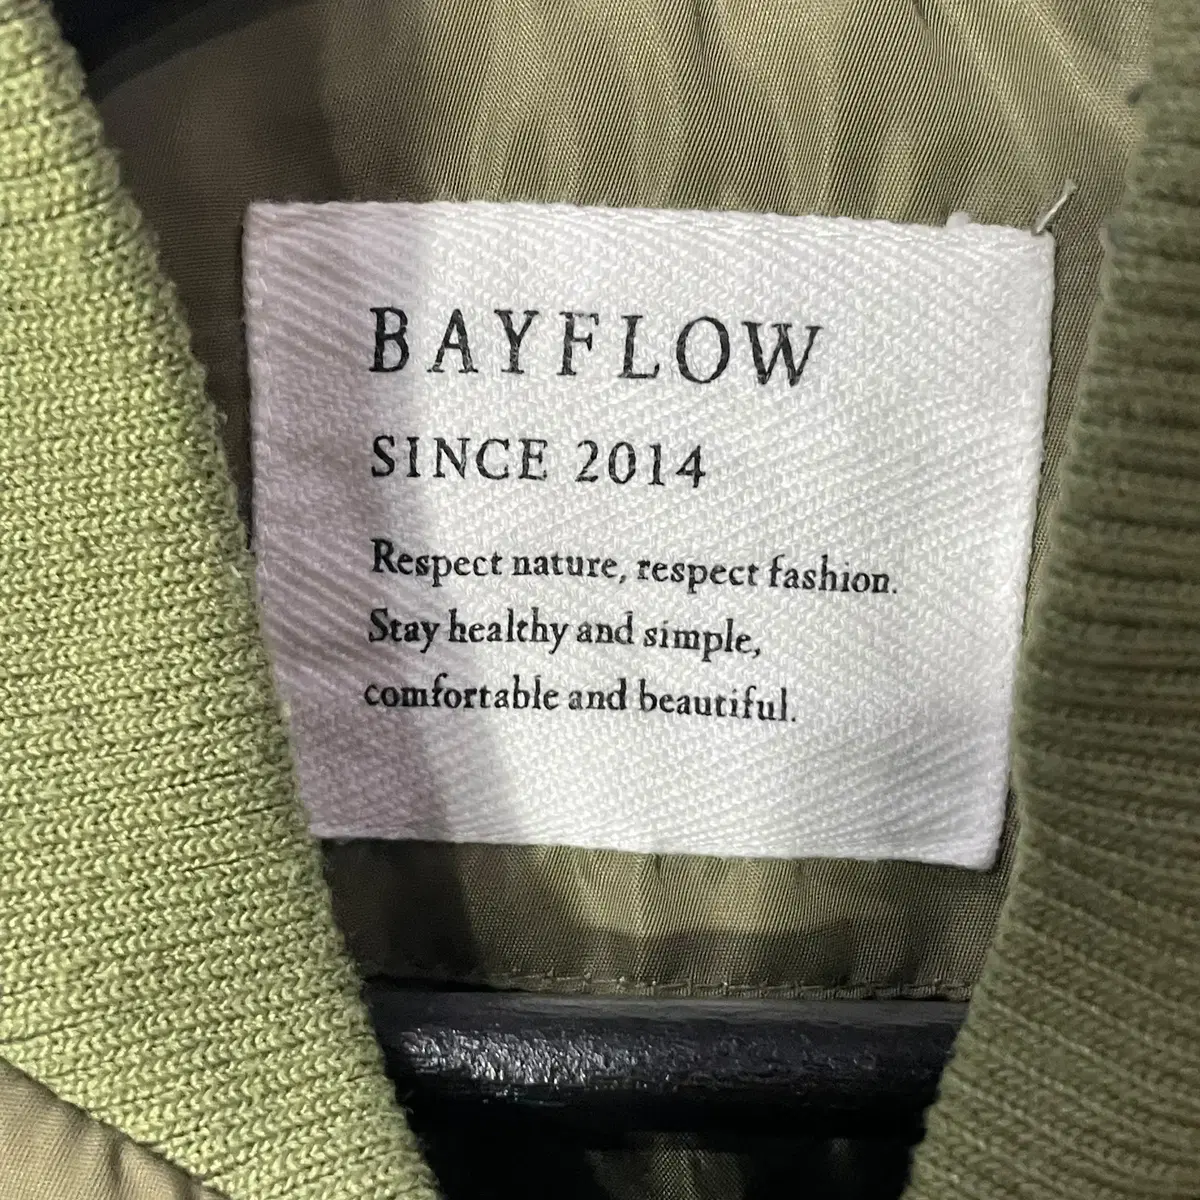 BAYFLOW
SINCE 2014
Respect nature, respect fashion.
Stay healthy and simple,
comfortable and beautiful.